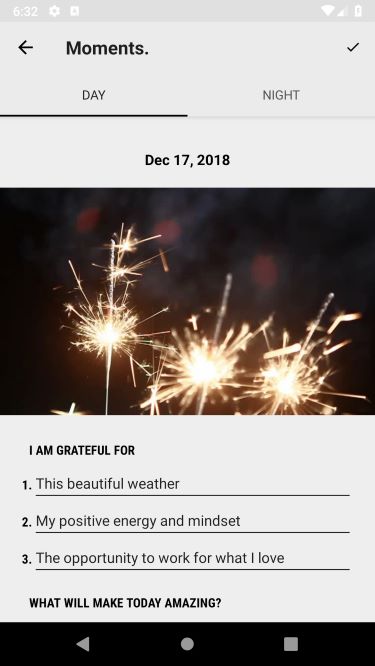 6:32
Moments.
DAY
NIGHT
Dec 17, 2018
I AM GRATEFUL FOR
1. This beautiful weather
2. My positive energy and mindset
3. The opportunity to work for what I love
WHAT WILL MAKE TODAY AMAZING?